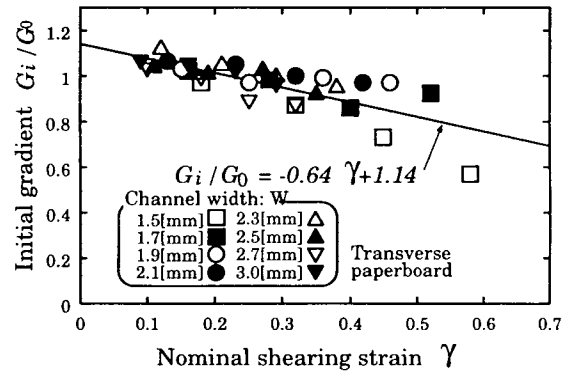 Initial gradient Gi/G0
1.2
1
0.8
0.6
0.4
0.2
0
Gi/G0 = -0.64 γ+1.14
Channel width: W
1.5[mm] 2.3[mm]
1.7[mm] 2.5[mm]
1.9[mm] 2.7[mm]
2.1[mm] 3.0[mm]
Transverse
paperboard
0 0.1 0.2 0.3 0.4 0.5 0.6 0.7
Nominal shearing strain γ